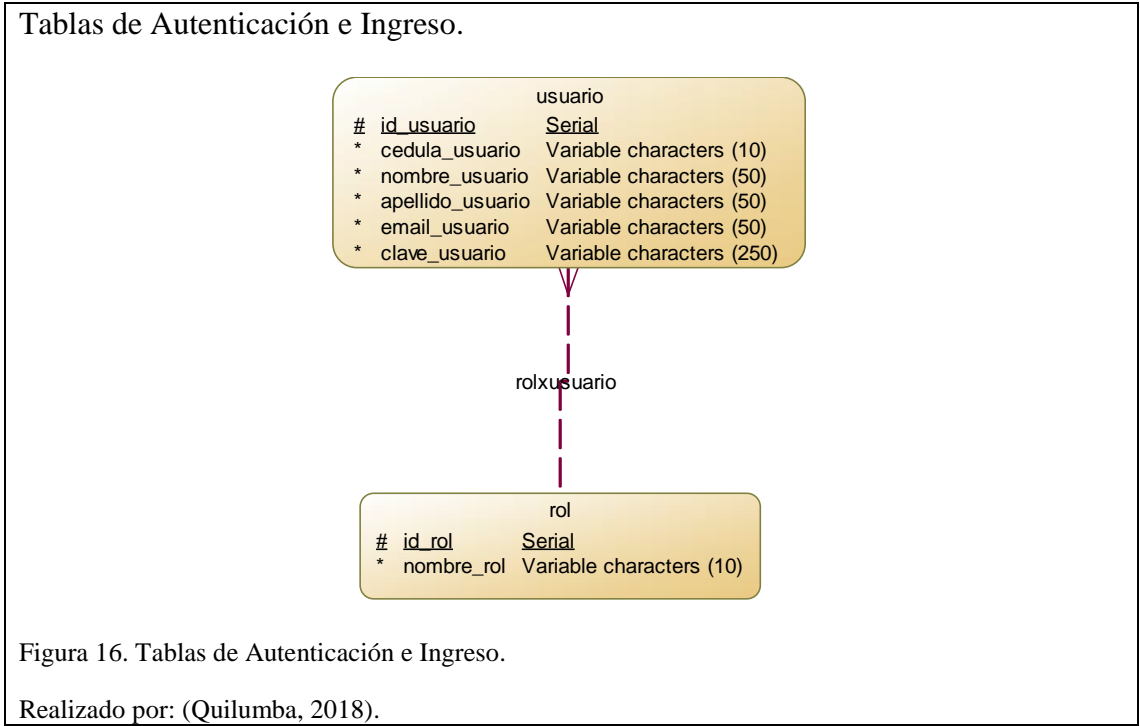 Tablas de Autenticación e Ingreso.
usuario
# id_usuario Serial
* cedula_usuario Variable characters (10)
* nombre_usuario Variable characters (50)
* apellido_usuario Variable characters (50)
* email_usuario Variable characters (50)
* clave_usuario Variable characters (250)
rolxusuario
rol
# id_rol Serial
* nombre_rol Variable characters (10)
Figura 16. Tablas de Autenticación e Ingreso.
Realizado por: (Quilumba, 2018).